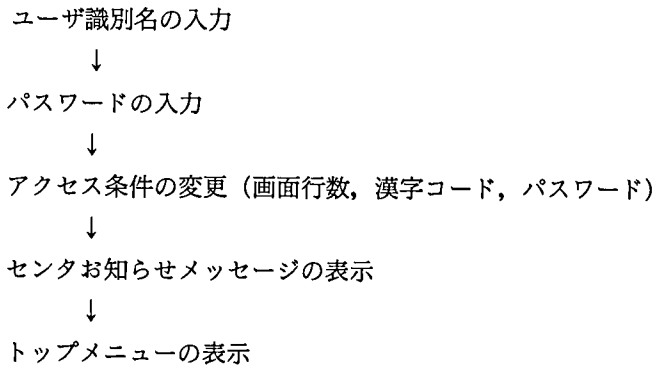 ユーザ識別名の入力
↓
パスワードの入力
↓
アクセス条件の変更（画面行数，漢字コード，パスワード）
↓
センタお知らせメッセージの表示
↓
トップメニューの表示